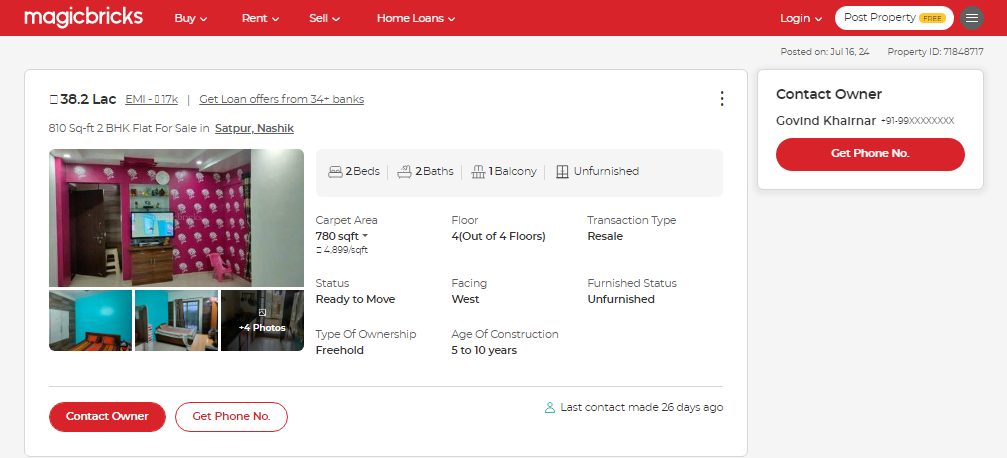 magicbricks Buy Rent Sell Home Loans Login Post Property FREE
Posted on: Jul 16, 24 Property ID: 71848717
38.2 Lac EMI - 17k | Get Loan offers from 34+ banks
810 Sq-ft 2 BHK Flat For Sale in Satpur, Nashik
2 Beds 2 Baths 1 Balcony Unfurnished
Carpet Area Floor Transaction Type
780 sqft 4(Out of 4 Floors) Resale
4,899/sqft
Status Facing Furnished Status
Ready to Move West Unfurnished
+4 Photos
Type Of Ownership Age Of Construction
Freehold 5 to 10 years
Contact Owner Get Phone No. Last contact made 26 days ago
Contact Owner
Govind Khairnar +91-99XXXXXXXX
Get Phone No.